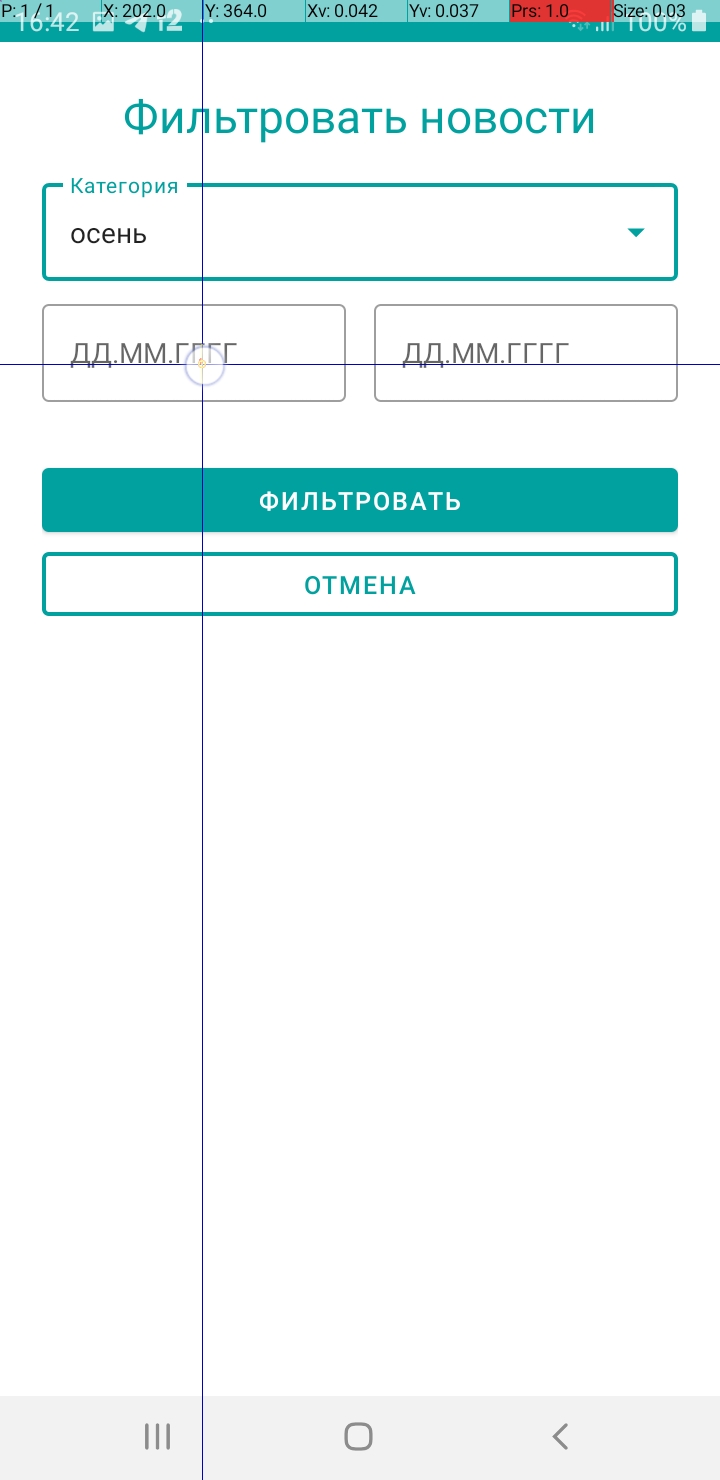 P: 1 / 1 X: 202.0 Y: 364.0 Xv: 0.042 Yv: 0.037 Prs: 1.0 Size: 0.03
16:42 100%
Фильтровать новости
Категория
осень
ДД.ММ.ГГГГ ДД.ММ.ГГГГ
ФИЛЬТРОВАТЬ
ОТМЕНА